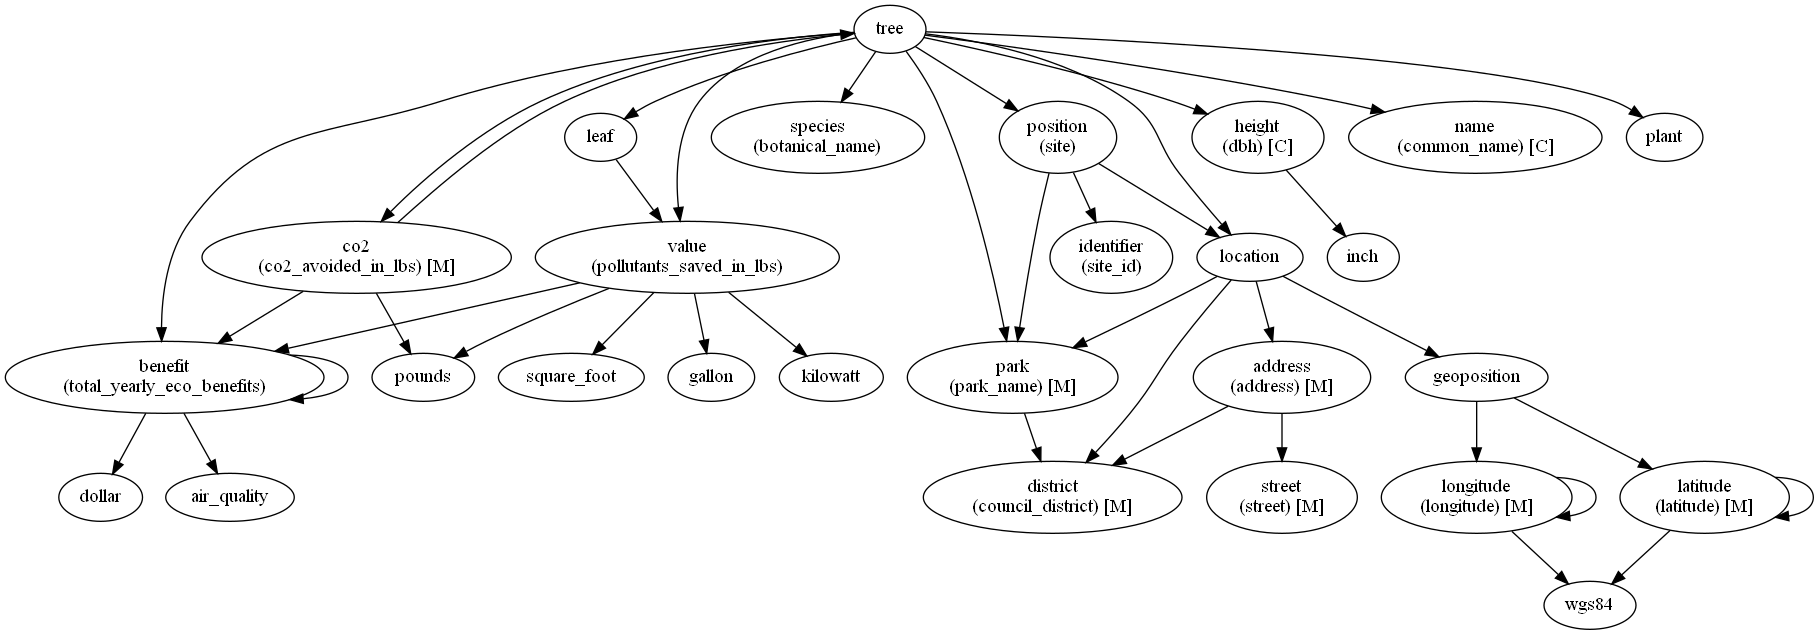 tree
leaf
species
(botanical_name)
position
(site)
height
(dbh) [C]
name
(common_name) [C]
plant
co2
(co2_avoided_in_lbs) [M]
value
(pollutants_saved_in_lbs)
identifier
(site_id)
location
inch
benefit
(total_yearly_eco_benefits)
pounds
square_foot
gallon
kilowatt
park
(park_name) [M]
address
(address) [M]
geoposition
dollar
air_quality
district
(council_district) [M]
street
(street) [M]
longitude
(longitude) [M]
latitude
(latitude) [M]
wgs84